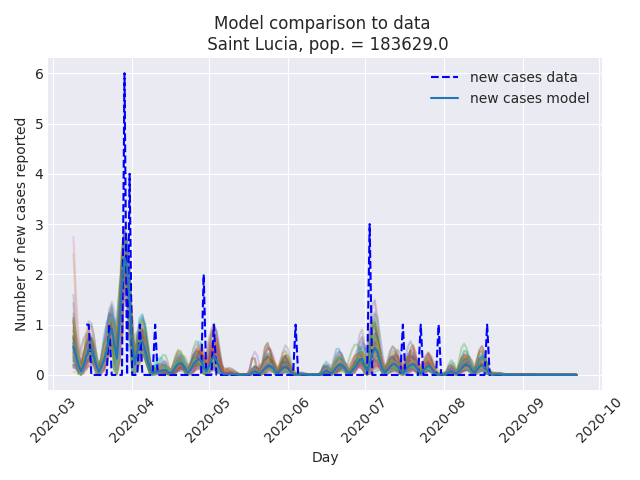 Model comparison to data
Saint Lucia, pop. = 183629.0
new cases data
new cases model
Number of new cases reported
6
5
4
3
2
1
0
2020-03
2020-04
2020-05
2020-06
2020-07
2020-08
2020-09
2020-10
Day